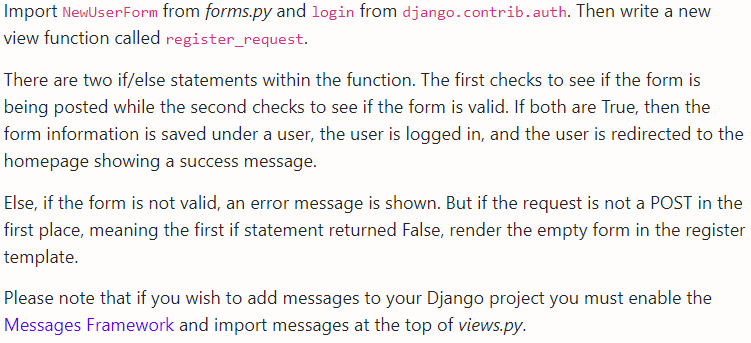 Import NewUserForm from forms.py and login from django.contrib.auth. Then write a new
view function called register_request.
There are two if/else statements within the function. The first checks to see if the form is
being posted while the second checks to see if the form is valid. If both are True, then the
form information is saved under a user, the user is logged in, and the user is redirected to the
homepage showing a success message.
Else, if the form is not valid, an error message is shown. But if the request is not a POST in the
first place, meaning the first if statement returned False, render the empty form in the register
template.
Please note that if you wish to add messages to your Django project you must enable the
Messages Framework and import messages at the top of views.py.